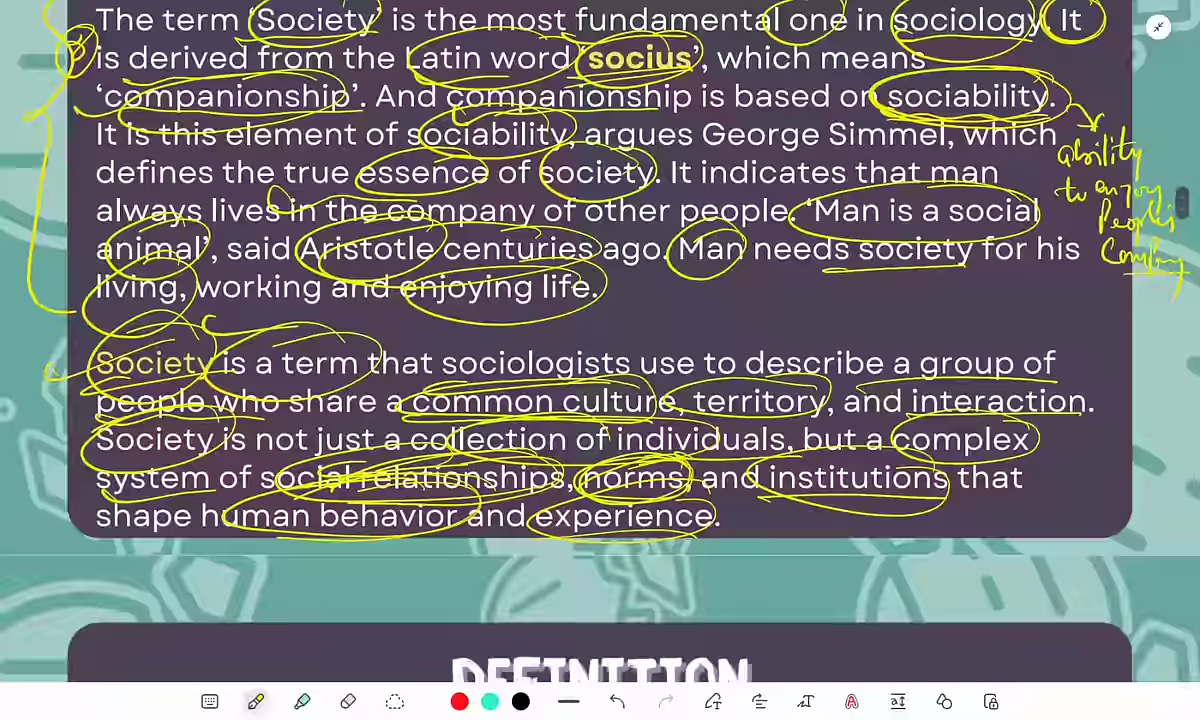 The term ‘Society’ is the most fundamental one in sociology. It
is derived from the Latin word ‘socius’, which means
‘companionship’. And companionship is based on sociability.
It is this element of sociability, argues George Simmel, which
defines the true essence of society. It indicates that man
always lives in the company of other people. ‘Man is a social
animal’, said Aristotle centuries ago. Man needs society for his
living, working and enjoying life.
ability
to enjoy
People's
Company
Society is a term that sociologists use to describe a group of
people who share a common culture, territory, and interaction.
Society is not just a collection of individuals, but a complex
system of social relationships, norms, and institutions that
shape human behavior and experience.
DEFINITION